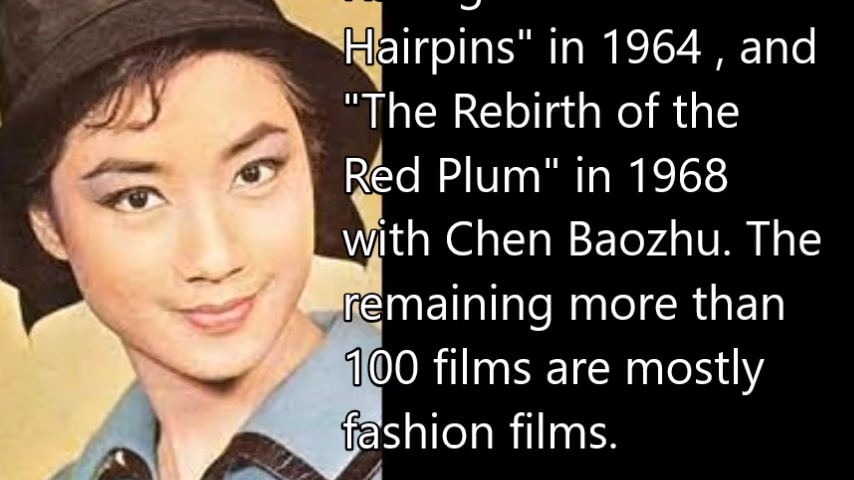 Hairpins" in 1964 , and
"The Rebirth of the
Red Plum" in 1968
with Chen Baozhu. The
remaining more than
100 films are mostly
fashion films.